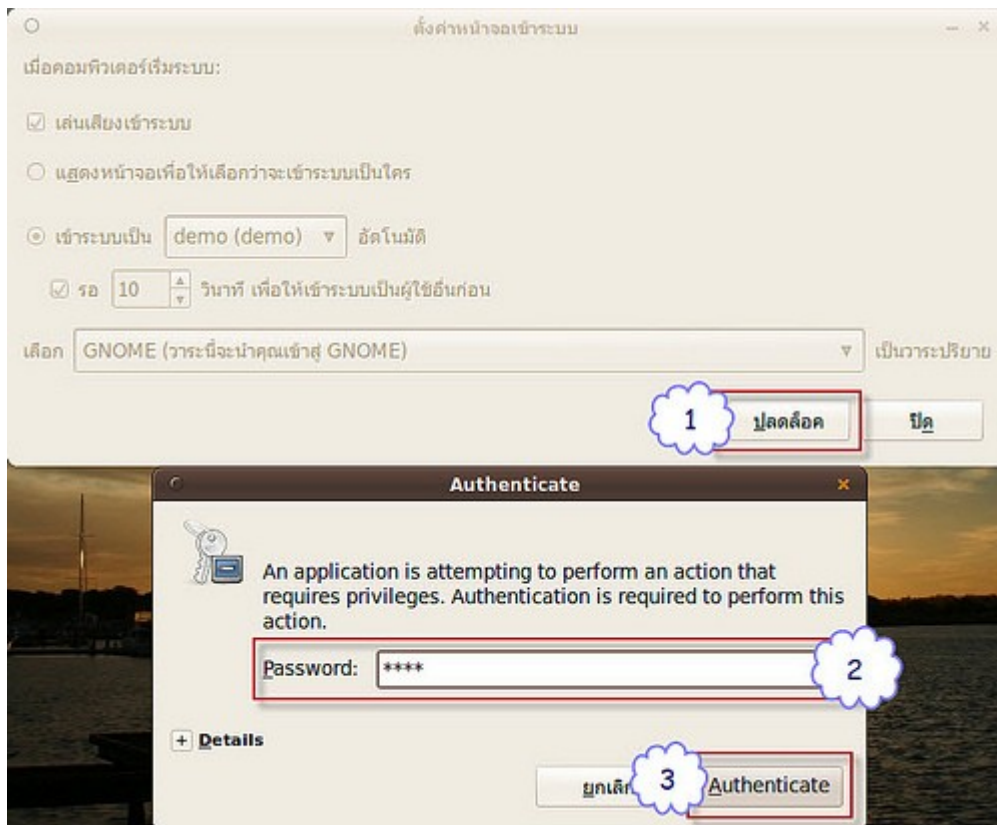 ตั้งค่าหน้าจอเข้าระบบ
เมื่อคอมพิวเตอร์เริ่มระบบ:
เล่นเสียงเข้าระบบ
แสดงหน้าจอเพื่อให้เลือกว่าจะเข้าระบบเป็นใคร
เข้าระบบเป็น demo (demo) อัตโนมัติ
รอ 10 วินาที เพื่อให้เข้าระบบเป็นผู้ใช้อื่นก่อน
เลือก GNOME (วาระนี้จะนำคุณเข้าสู่ GNOME) เป็นวาระปริยาย
1 ปลดล็อค ปิด
Authenticate
An application is attempting to perform an action that
requires privileges. Authentication is required to perform this
action.
Password: **** 2
+ Details
3 Authenticate